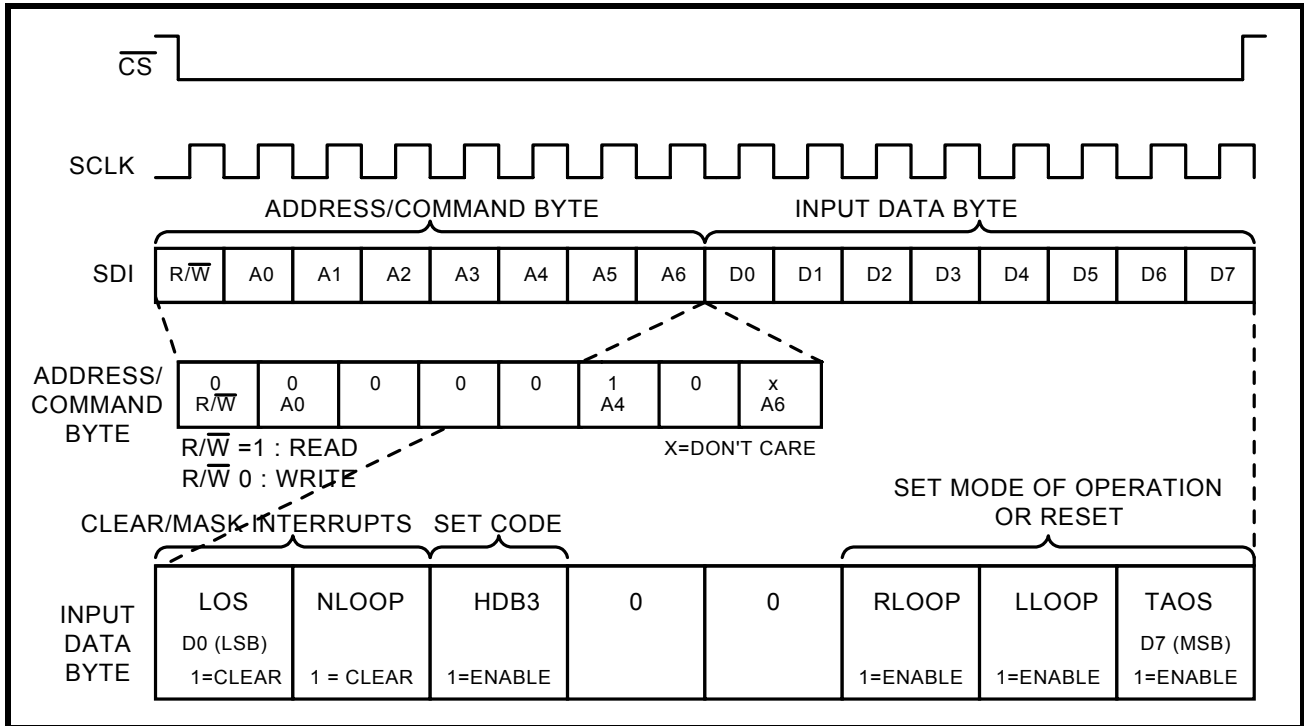 CS
SCLK
ADDRESS/COMMAND BYTE INPUT DATA BYTE
SDI R/W A0 A1 A2 A3 A4 A5 A6 D0 D1 D2 D3 D4 D5 D6 D7
ADDRESS/
COMMAND
BYTE
0 0 0 0 0 1 0 x
R/W A0 A4 A6
R/W =1 : READ
R/W 0 : WRITE
X=DON'T CARE
CLEAR/MASK INTERRUPTS SET CODE
SET MODE OF OPERATION
OR RESET
INPUT
DATA
BYTE
LOS NLOOP HDB3 0 0 RLOOP LLOOP TAOS
D0 (LSB) D7 (MSB)
1=CLEAR 1 = CLEAR 1=ENABLE 1=ENABLE 1=ENABLE 1=ENABLE